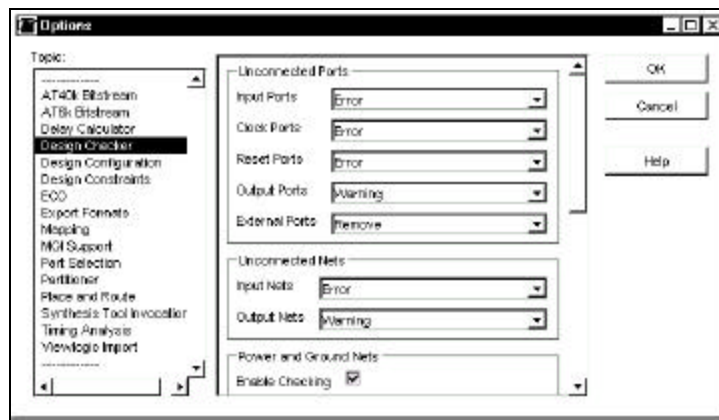 Options
Topic:
-------------
AT40k Bitstream
AT6k Bitstream
Delay Calculator
Design Checker
Design Configuration
Design Constraints
ECO
Export Formats
Mapping
MGI Support
Part Selection
Partitioner
Place and Route
Synthesis Tool Invocation
Timing Analysis
Viewlogic Import
-------------
Unconnected Ports
Input Ports Error
Clock Ports Error
Reset Ports Error
Output Ports Warning
External Ports Remove
Unconnected Nets
Input Nets Error
Output Nets Warning
Power and Ground Nets
Enable Checking
OK
Cancel
Help